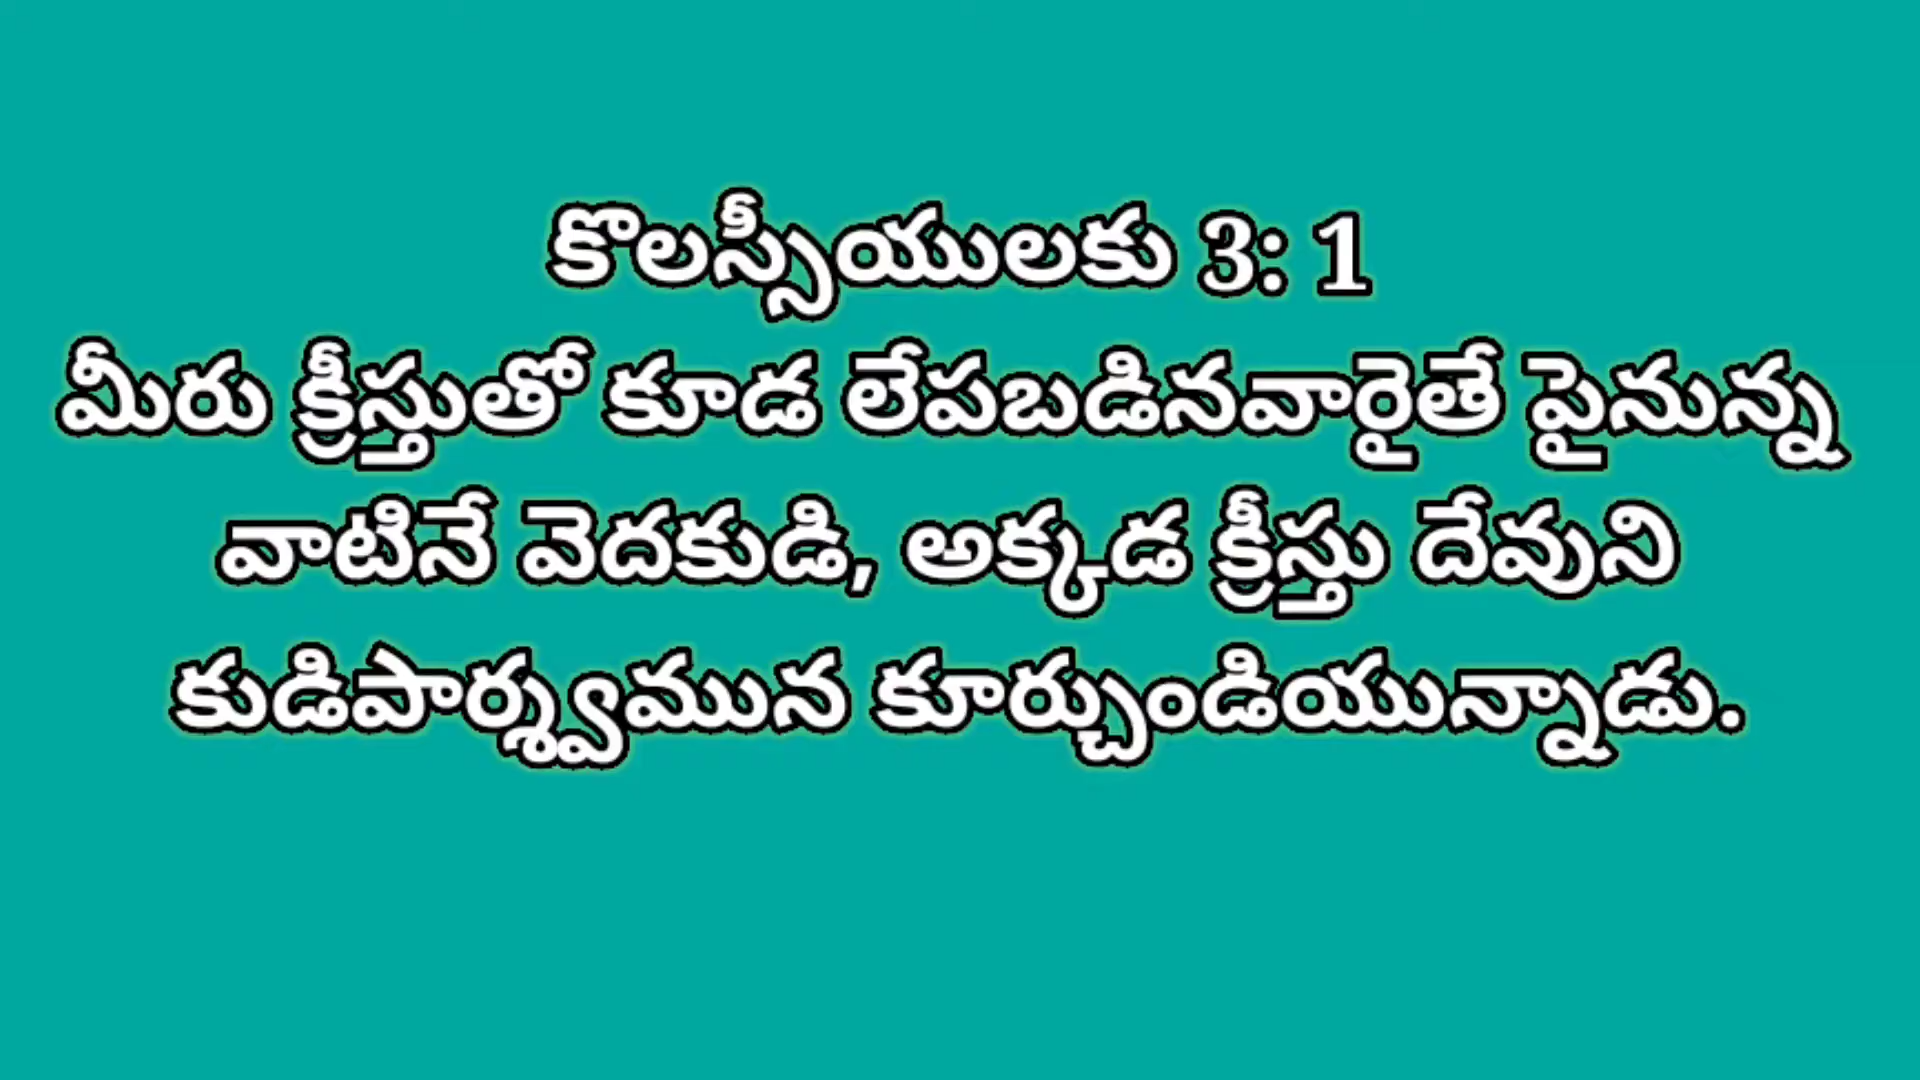 కొలస్సీయులకు 3: 1
మీరు క్రీస్తుతో కూడ లేపబడినవారైతే పైనున్న
వాటినే వెదకుడి, అక్కడ క్రీస్తు దేవుని
కుడిపార్శ్వమున కూర్చుండియున్నాడు.